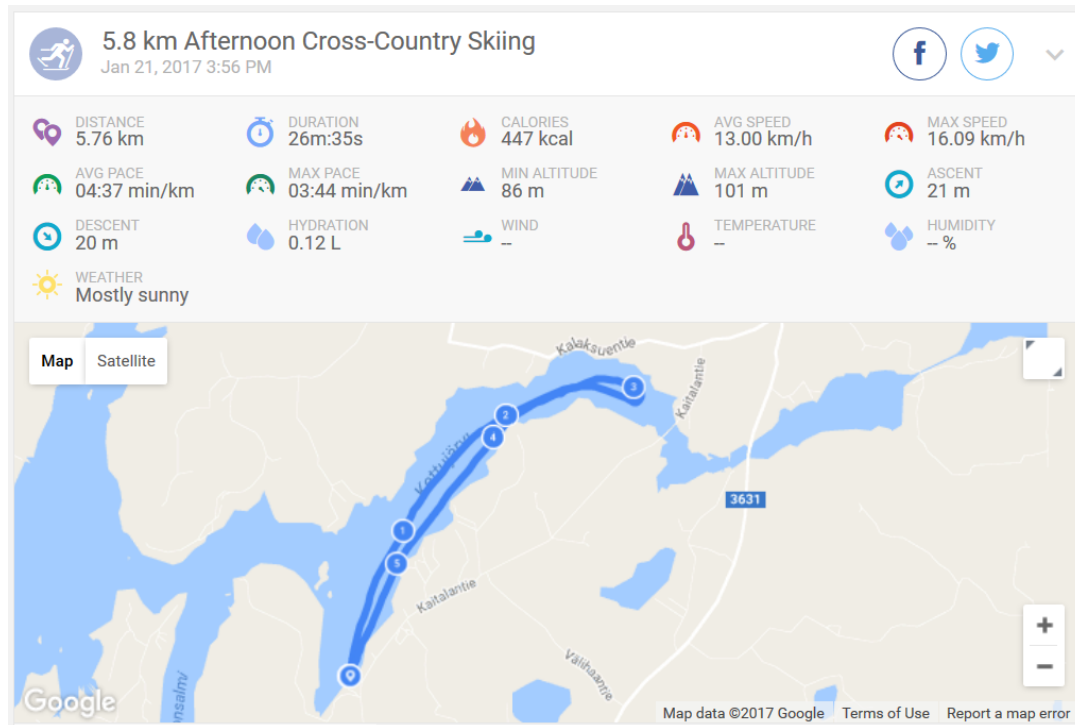 5.8 km Afternoon Cross-Country Skiing
Jan 21, 2017 3:56 PM
DISTANCE
5.76 km
DURATION
26m:35s
CALORIES
447 kcal
AVG SPEED
13.00 km/h
MAX SPEED
16.09 km/h
AVG PACE
04:37 min/km
MAX PACE
03:44 min/km
MIN ALTITUDE
86 m
MAX ALTITUDE
101 m
ASCENT
21 m
DESCENT
20 m
HYDRATION
0.12 L
WIND
--
TEMPERATURE
--
HUMIDITY
-- %
WEATHER
Mostly sunny
Map
Satellite
Kalaksuentie
3
Kaitalantie
2
4
Kottujärvi
3631
1
5
Kaitalantie
Välihaantie
Google
Map data ©2017 Google
Terms of Use
Report a map error
+
−